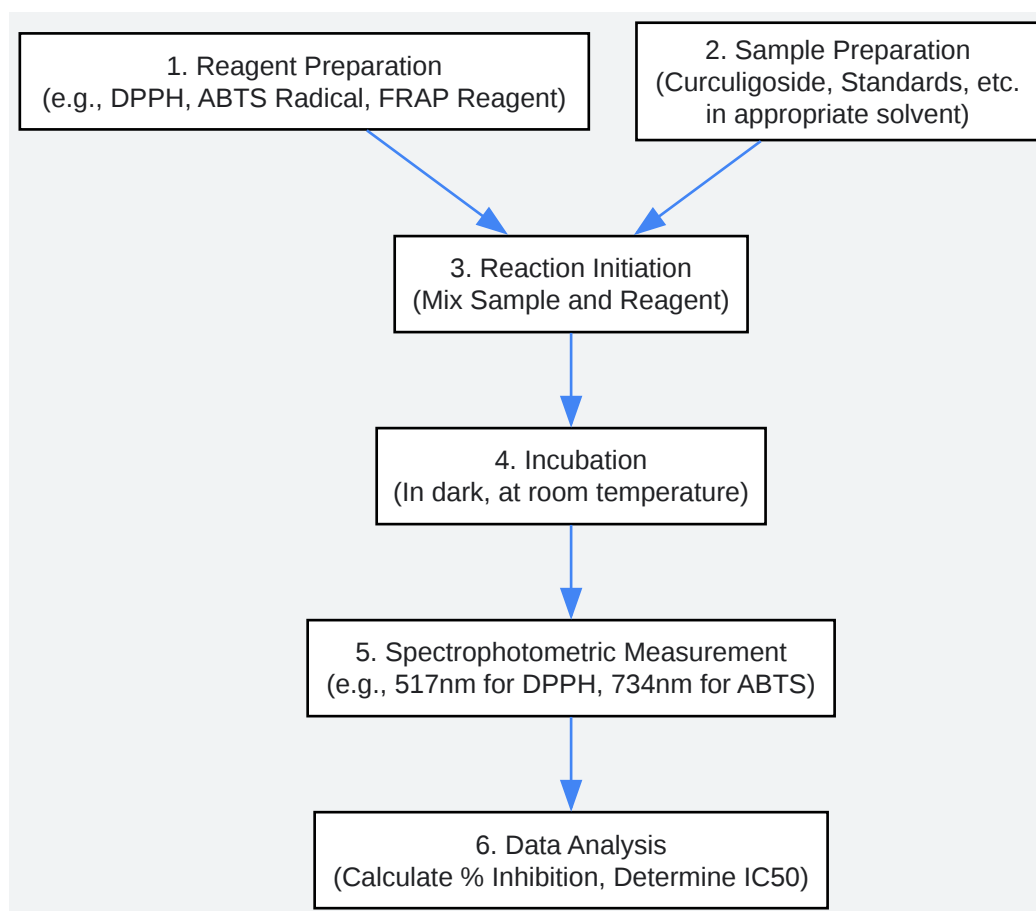 1. Reagent Preparation
(e.g., DPPH, ABTS Radical, FRAP Reagent)
2. Sample Preparation
(Curculigoside, Standards, etc.
in appropriate solvent)
3. Reaction Initiation
(Mix Sample and Reagent)
4. Incubation
(In dark, at room temperature)
5. Spectrophotometric Measurement
(e.g., 517nm for DPPH, 734nm for ABTS)
6. Data Analysis
(Calculate % Inhibition, Determine IC50)